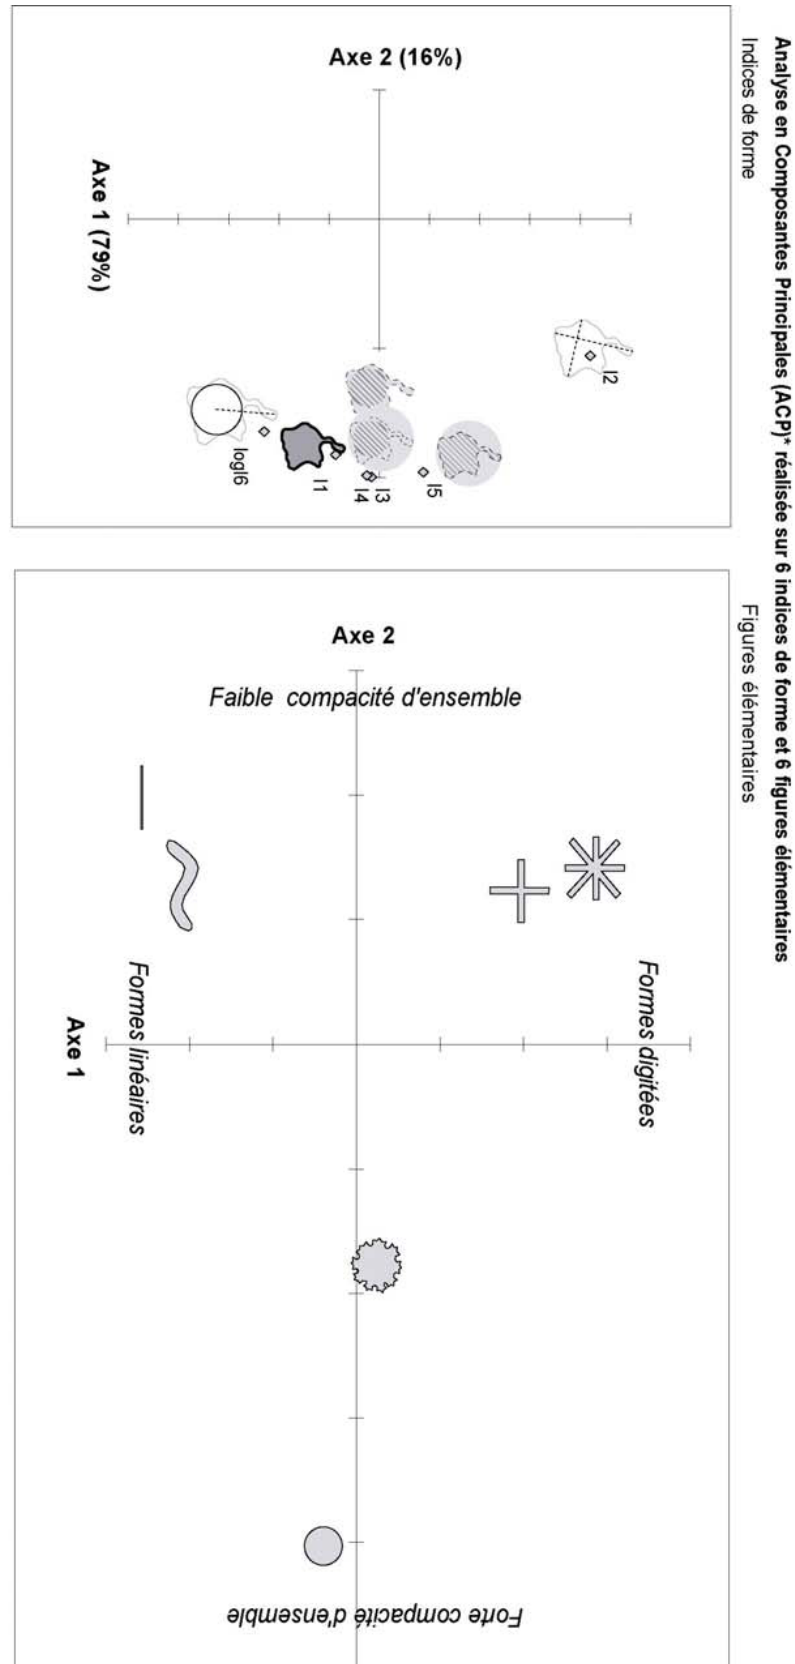 Analyse en Composantes Principales (ACP)* réalisée sur 6 indices de forme et 6 figures élémentaires
Indices de forme
Axe 2 (16%)
Axe 1 (79%)
I2
I5
I3
I4
I1
logI6
Figures élémentaires
Axe 2
Faible compacité d'ensemble
Formes digitées
Formes linéaires
Axe 1
Forte compacité d'ensemble